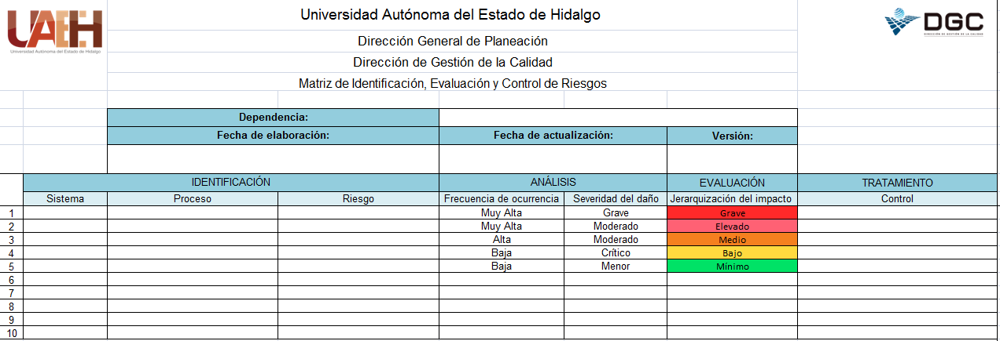 UAEH
Universidad Autónoma del Estado de Hidalgo
Universidad Autónoma del Estado de Hidalgo
DGC
DIRECCIÓN DE GESTIÓN DE LA CALIDAD
Dirección General de Planeación
Dirección de Gestión de la Calidad
Matriz de Identificación, Evaluación y Control de Riesgos
Dependencia:
Fecha de elaboración: Fecha de actualización: Versión:
IDENTIFICACIÓN ANÁLISIS EVALUACIÓN TRATAMIENTO
Sistema Proceso Riesgo Frecuencia de ocurrencia Severidad del daño Jerarquización del impacto Control
1 Muy Alta Grave Grave
2 Muy Alta Moderado Elevado
3 Alta Moderado Medio
4 Baja Crítico Bajo
5 Baja Menor Mínimo
6
7
8
9
10